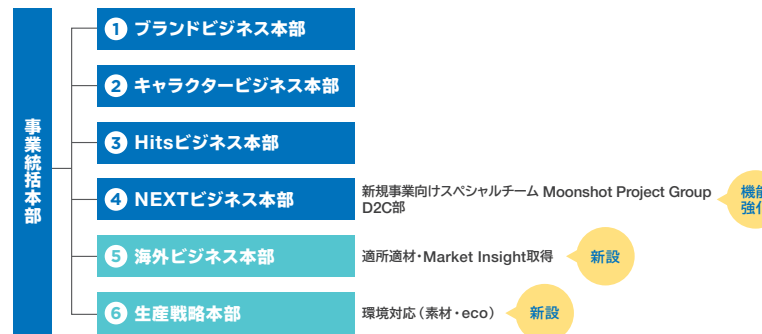 事業統括本部
1 ブランドビジネス本部
2 キャラクタービジネス本部
3 Hitsビジネス本部
4 NEXTビジネス本部
新規事業向けスペシャルチーム Moonshot Project Group
D2C部
機能
強化
5 海外ビジネス本部
適所適材・Market Insight取得
新設
6 生産戦略本部
環境対応（素材・eco）
新設